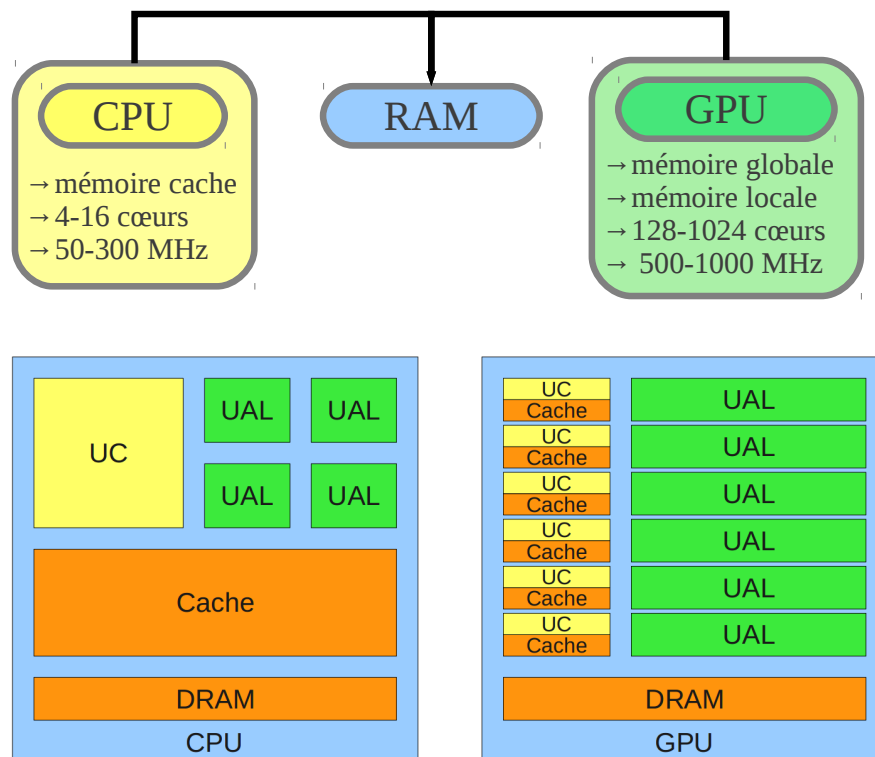 CPU
→mémoire cache
→4-16 cœurs
→50-300 MHz
RAM
GPU
→mémoire globale
→mémoire locale
→128-1024 cœurs
→ 500-1000 MHz
UC
UAL
UAL
UAL
UAL
Cache
DRAM
CPU
UC
Cache
UAL
UC
Cache
UAL
UC
Cache
UAL
UC
Cache
UAL
UC
Cache
UAL
UC
Cache
UAL
DRAM
GPU